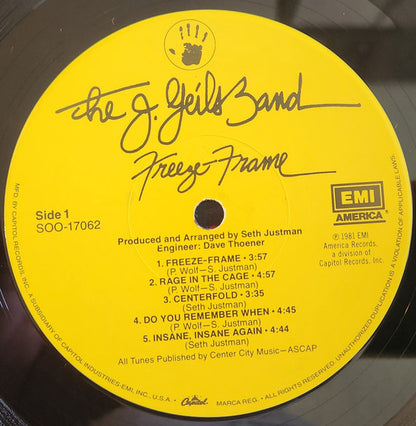 The J. Geils Band
Freeze-Frame
Side 1
SOO-17062
EMI
AMERICA
℗ 1981 EMI
America Records,
a division of
Capitol Records, Inc.
Produced and Arranged by Seth Justman
Engineer: Dave Thoener
1. FREEZE-FRAME • 3:57
(P. Wolf—S. Justman)
2. RAGE IN THE CAGE • 4:57
(P. Wolf—S. Justman)
3. CENTERFOLD • 3:35
(Seth Justman)
4. DO YOU REMEMBER WHEN • 4:45
(P. Wolf—S. Justman)
5. INSANE, INSANE AGAIN • 4:44
(Seth Justman)
All Tunes Published by Center City Music—ASCAP
MFD. BY CAPITOL RECORDS, INC. A SUBSIDIARY OF CAPITOL INDUSTRIES-EMI, INC., U.S.A. • Capitol MARCA REG. • ALL RIGHTS RESERVED. UNAUTHORIZED DUPLICATION IS A VIOLATION OF APPLICABLE LAWS.